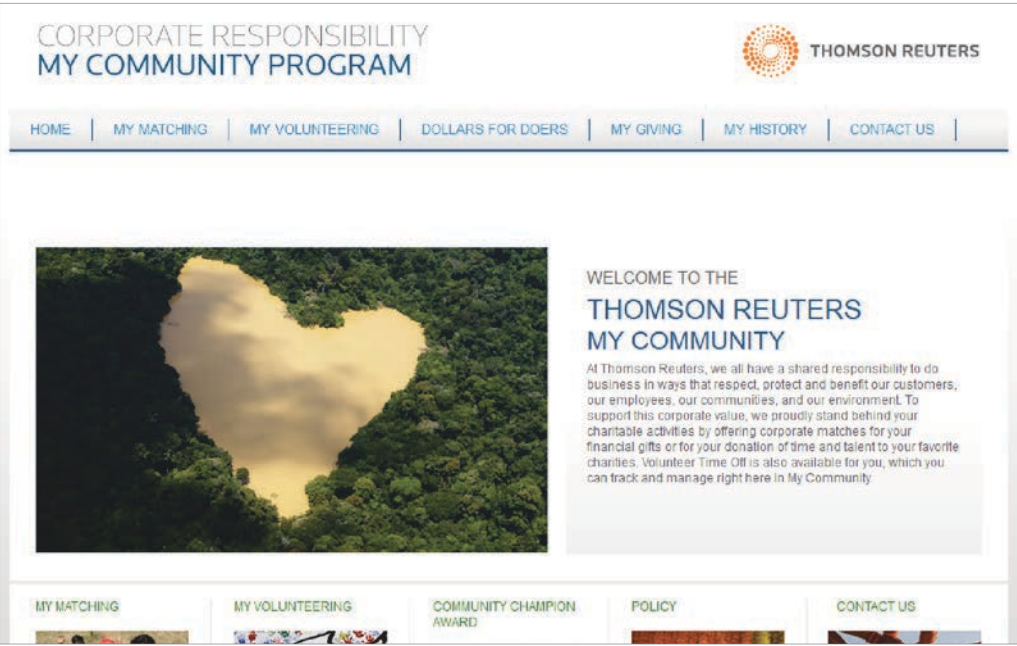 CORPORATE RESPONSIBILITY
MY COMMUNITY PROGRAM
THOMSON REUTERS
HOME | MY MATCHING | MY VOLUNTEERING | DOLLARS FOR DOERS | MY GIVING | MY HISTORY | CONTACT US |
WELCOME TO THE
THOMSON REUTERS
MY COMMUNITY
At Thomson Reuters, we all have a shared responsibility to do
business in ways that respect, protect and benefit our customers,
our employees, our communities, and our environment. To
support this corporate value, we proudly stand behind your
charitable activities by offering corporate matches for your
financial gifts or for your donation of time and talent to your favorite
charities. Volunteer Time Off is also available for you, which you
can track and manage right here in My Community
MY MATCHING
MY VOLUNTEERING
COMMUNITY CHAMPION
AWARD
POLICY
CONTACT US